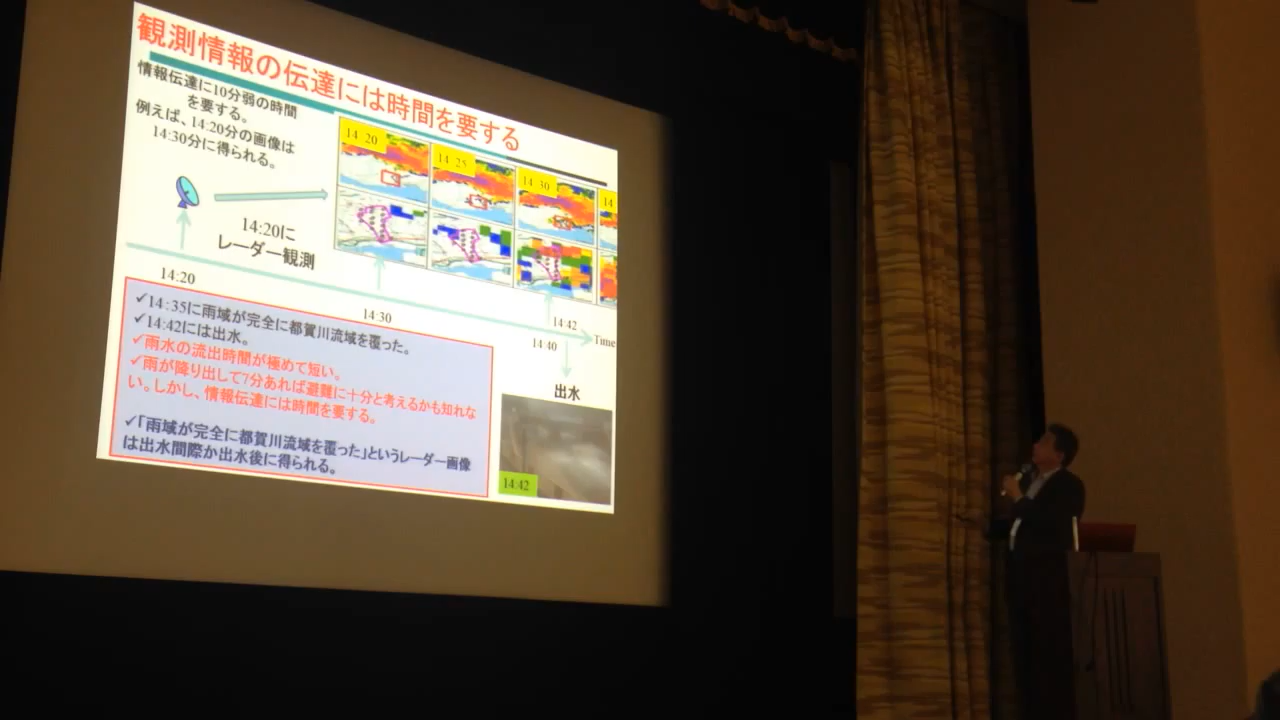 観測情報の伝達には時間を要する
情報伝達に10分弱の時間
を要する。
例えば、14:20分の画像は
14:30分に得られる。
14:20に
レーダー観測
14 20
14 25
14 30
14
14:20
14:30
14:42
14:40
Time
出水
14:42
✓14:35に雨域が完全に都賀川流域を覆った。
✓14:42には出水。
✓雨水の流出時間が極めて短い。
✓雨が降り出して7分あれば避難に十分と考えるかも知れな
い。しかし、情報伝達には時間を要する。
✓「雨域が完全に都賀川流域を覆った」というレーダー画像
は出水間際か出水後に得られる。